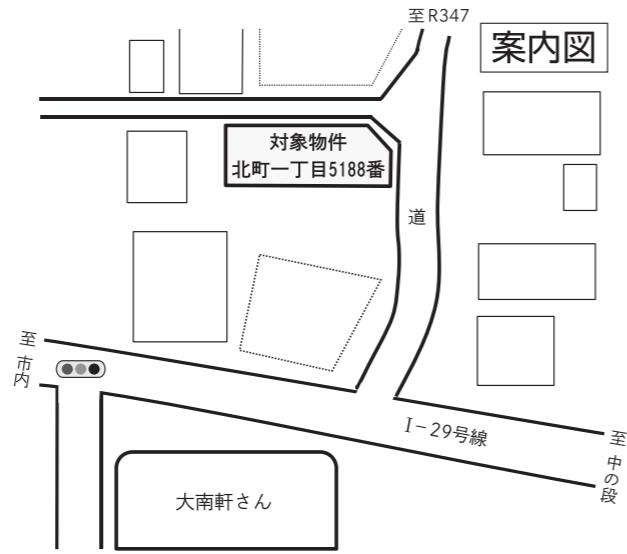 至R347
案内図
対象物件
北町一丁目5188番
道
至 市内
I-29号線
至 中の段
大南軒さん